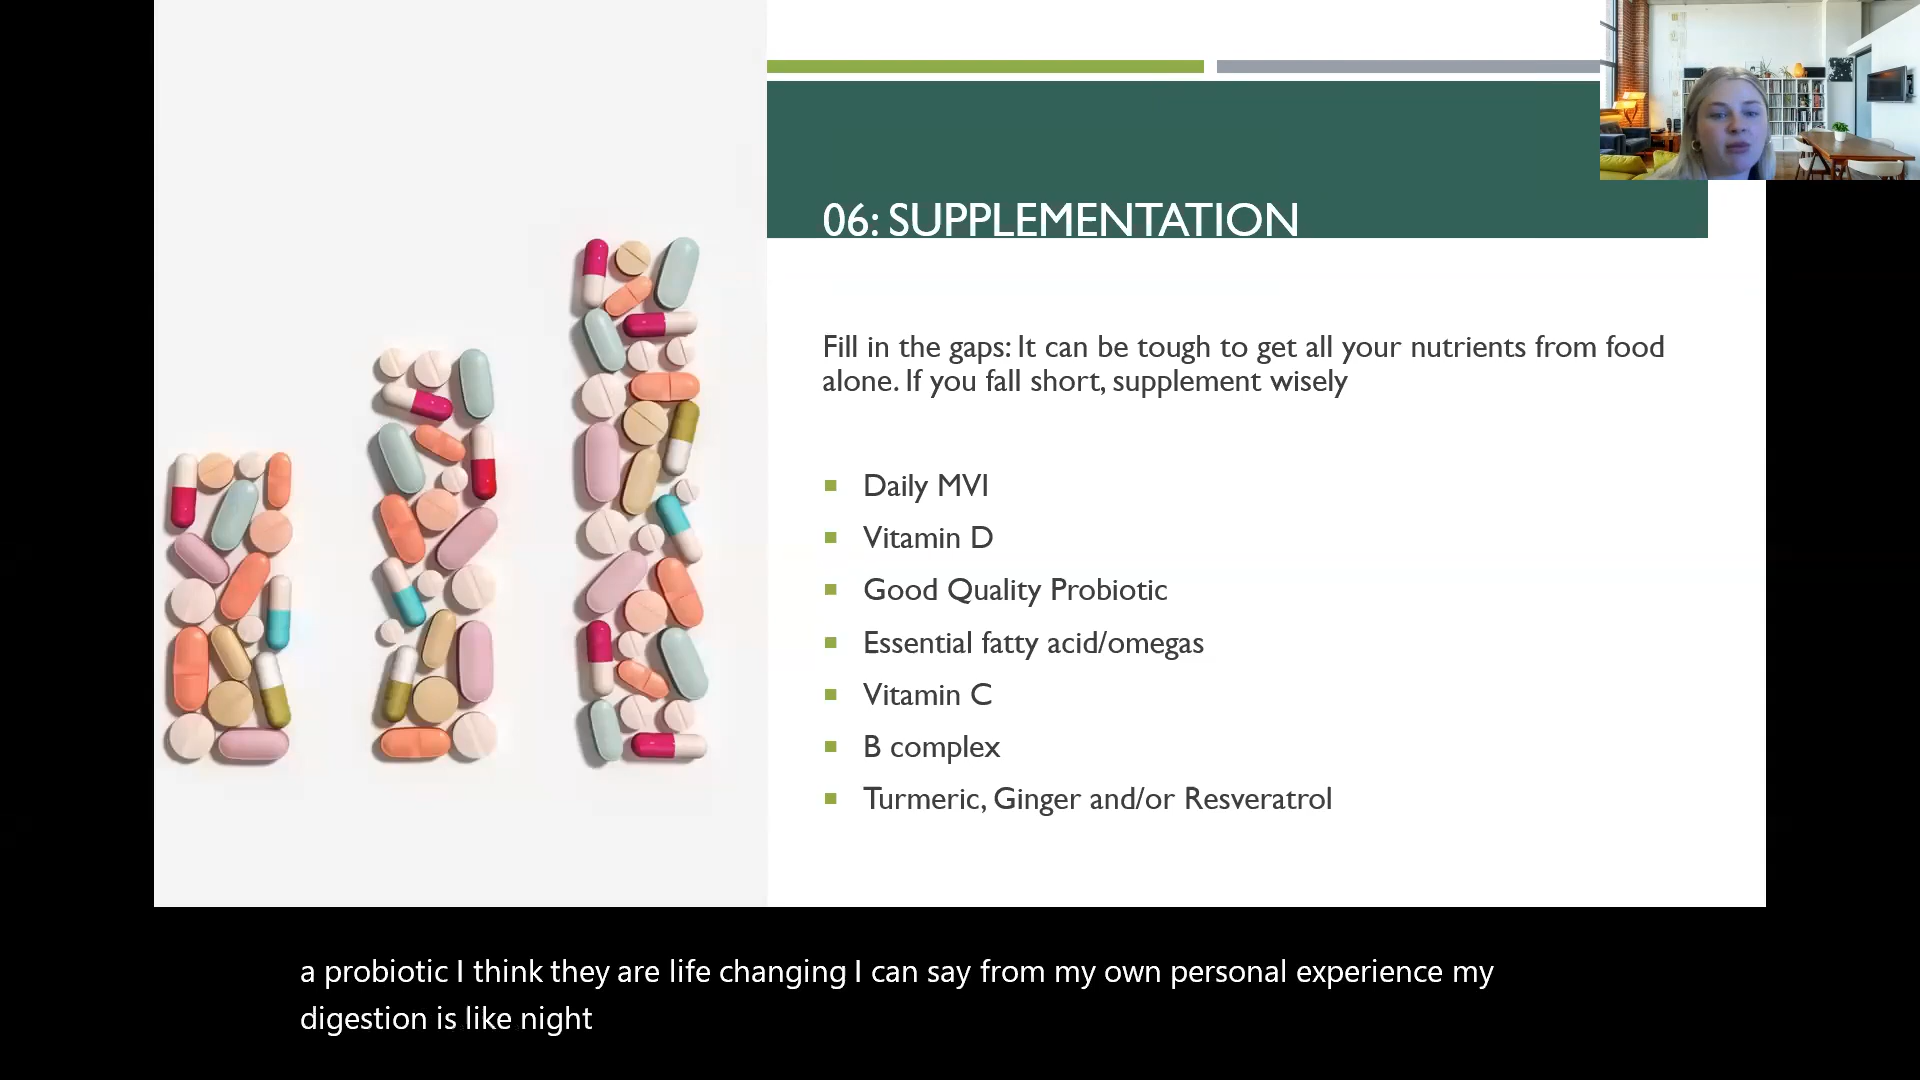 06: SUPPLEMENTATION
Fill in the gaps: It can be tough to get all your nutrients from food
alone. If you fall short, supplement wisely
Daily MVI
Vitamin D
Good Quality Probiotic
Essential fatty acid/omegas
Vitamin C
B complex
Turmeric, Ginger and/or Resveratrol
a probiotic I think they are life changing I can say from my own personal experience my
digestion is like night